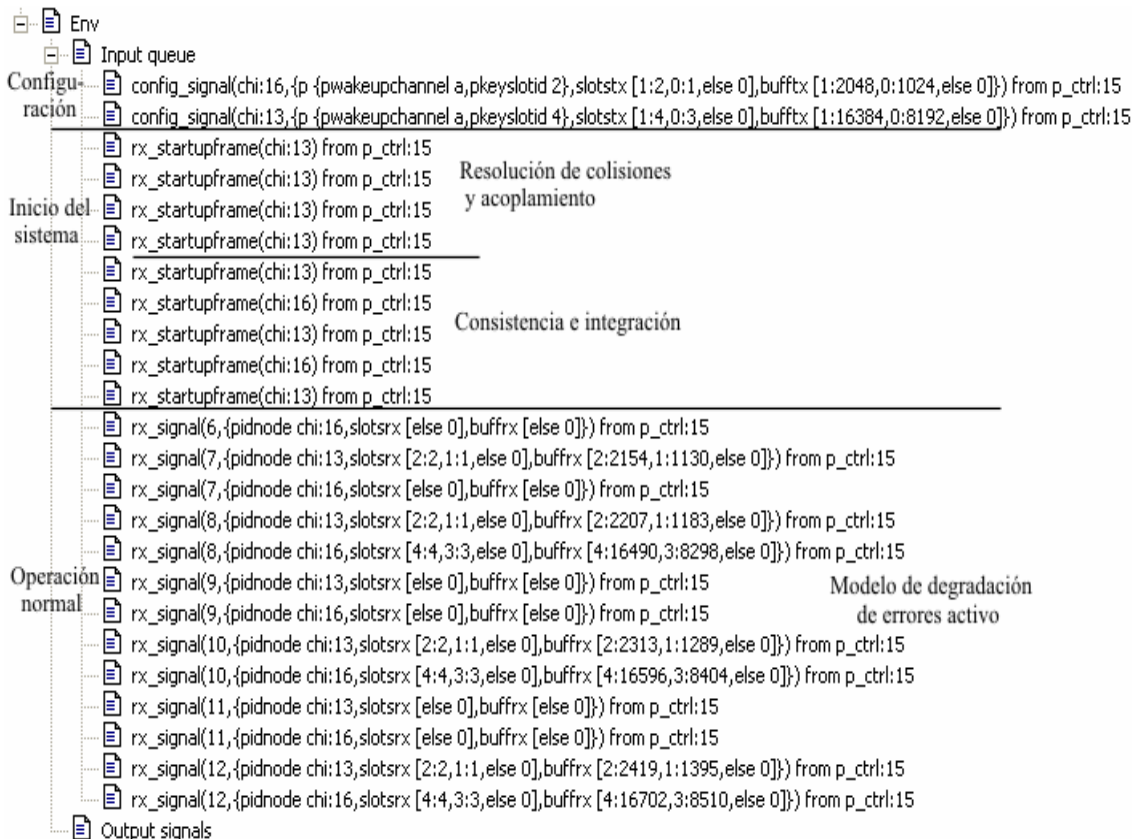 Env
Input queue
Configu-
ración
config_signal(chi:16,{p {pwakeupchannel a,pkeyslotid 2},slotstx [1:2,0:1,else 0],bufftx [1:2048,0:1024,else 0]}) from p_ctrl:15
config_signal(chi:13,{p {pwakeupchannel a,pkeyslotid 4},slotstx [1:4,0:3,else 0],bufftx [1:16384,0:8192,else 0]}) from p_ctrl:15
Inicio del
sistema
rx_startupframe(chi:13) from p_ctrl:15
rx_startupframe(chi:13) from p_ctrl:15
rx_startupframe(chi:13) from p_ctrl:15
rx_startupframe(chi:13) from p_ctrl:15
Resolución de colisiones
y acoplamiento
rx_startupframe(chi:13) from p_ctrl:15
rx_startupframe(chi:16) from p_ctrl:15
rx_startupframe(chi:13) from p_ctrl:15
rx_startupframe(chi:16) from p_ctrl:15
rx_startupframe(chi:13) from p_ctrl:15
Consistencia e integración
Operación
normal
rx_signal(6,{pidnode chi:16,slotsrx [else 0],buffrx [else 0]}) from p_ctrl:15
rx_signal(7,{pidnode chi:13,slotsrx [2:2,1:1,else 0],buffrx [2:2154,1:1130,else 0]}) from p_ctrl:15
rx_signal(7,{pidnode chi:16,slotsrx [else 0],buffrx [else 0]}) from p_ctrl:15
rx_signal(8,{pidnode chi:13,slotsrx [2:2,1:1,else 0],buffrx [2:2207,1:1183,else 0]}) from p_ctrl:15
rx_signal(8,{pidnode chi:16,slotsrx [4:4,3:3,else 0],buffrx [4:16490,3:8298,else 0]}) from p_ctrl:15
rx_signal(9,{pidnode chi:13,slotsrx [else 0],buffrx [else 0]}) from p_ctrl:15
rx_signal(9,{pidnode chi:16,slotsrx [else 0],buffrx [else 0]}) from p_ctrl:15
rx_signal(10,{pidnode chi:13,slotsrx [2:2,1:1,else 0],buffrx [2:2313,1:1289,else 0]}) from p_ctrl:15
rx_signal(10,{pidnode chi:16,slotsrx [4:4,3:3,else 0],buffrx [4:16596,3:8404,else 0]}) from p_ctrl:15
rx_signal(11,{pidnode chi:13,slotsrx [else 0],buffrx [else 0]}) from p_ctrl:15
rx_signal(11,{pidnode chi:16,slotsrx [else 0],buffrx [else 0]}) from p_ctrl:15
rx_signal(12,{pidnode chi:13,slotsrx [2:2,1:1,else 0],buffrx [2:2419,1:1395,else 0]}) from p_ctrl:15
rx_signal(12,{pidnode chi:16,slotsrx [4:4,3:3,else 0],buffrx [4:16702,3:8510,else 0]}) from p_ctrl:15
Modelo de degradación
de errores activo
Output signals